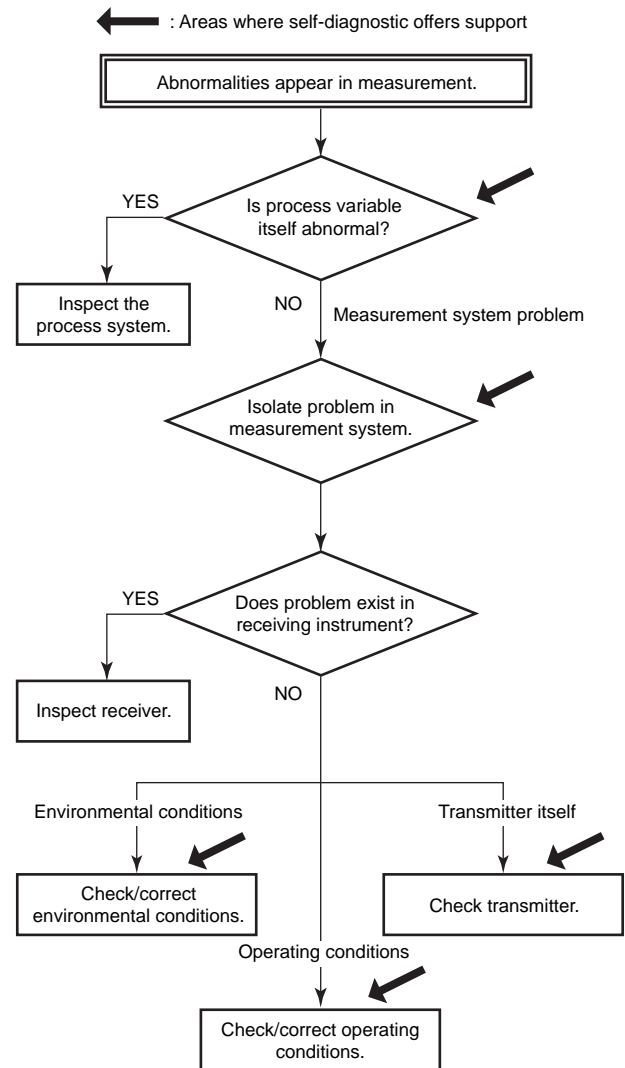 : Areas where self-diagnostic offers support
Abnormalities appear in measurement.
YES
Is process variable
itself abnormal?
Inspect the
process system.
NO
Measurement system problem
Isolate problem in
measurement system.
YES
Does problem exist in
receiving instrument?
Inspect receiver.
NO
Environmental conditions
Transmitter itself
Check/correct
environmental conditions.
Check transmitter.
Operating conditions
Check/correct operating
conditions.